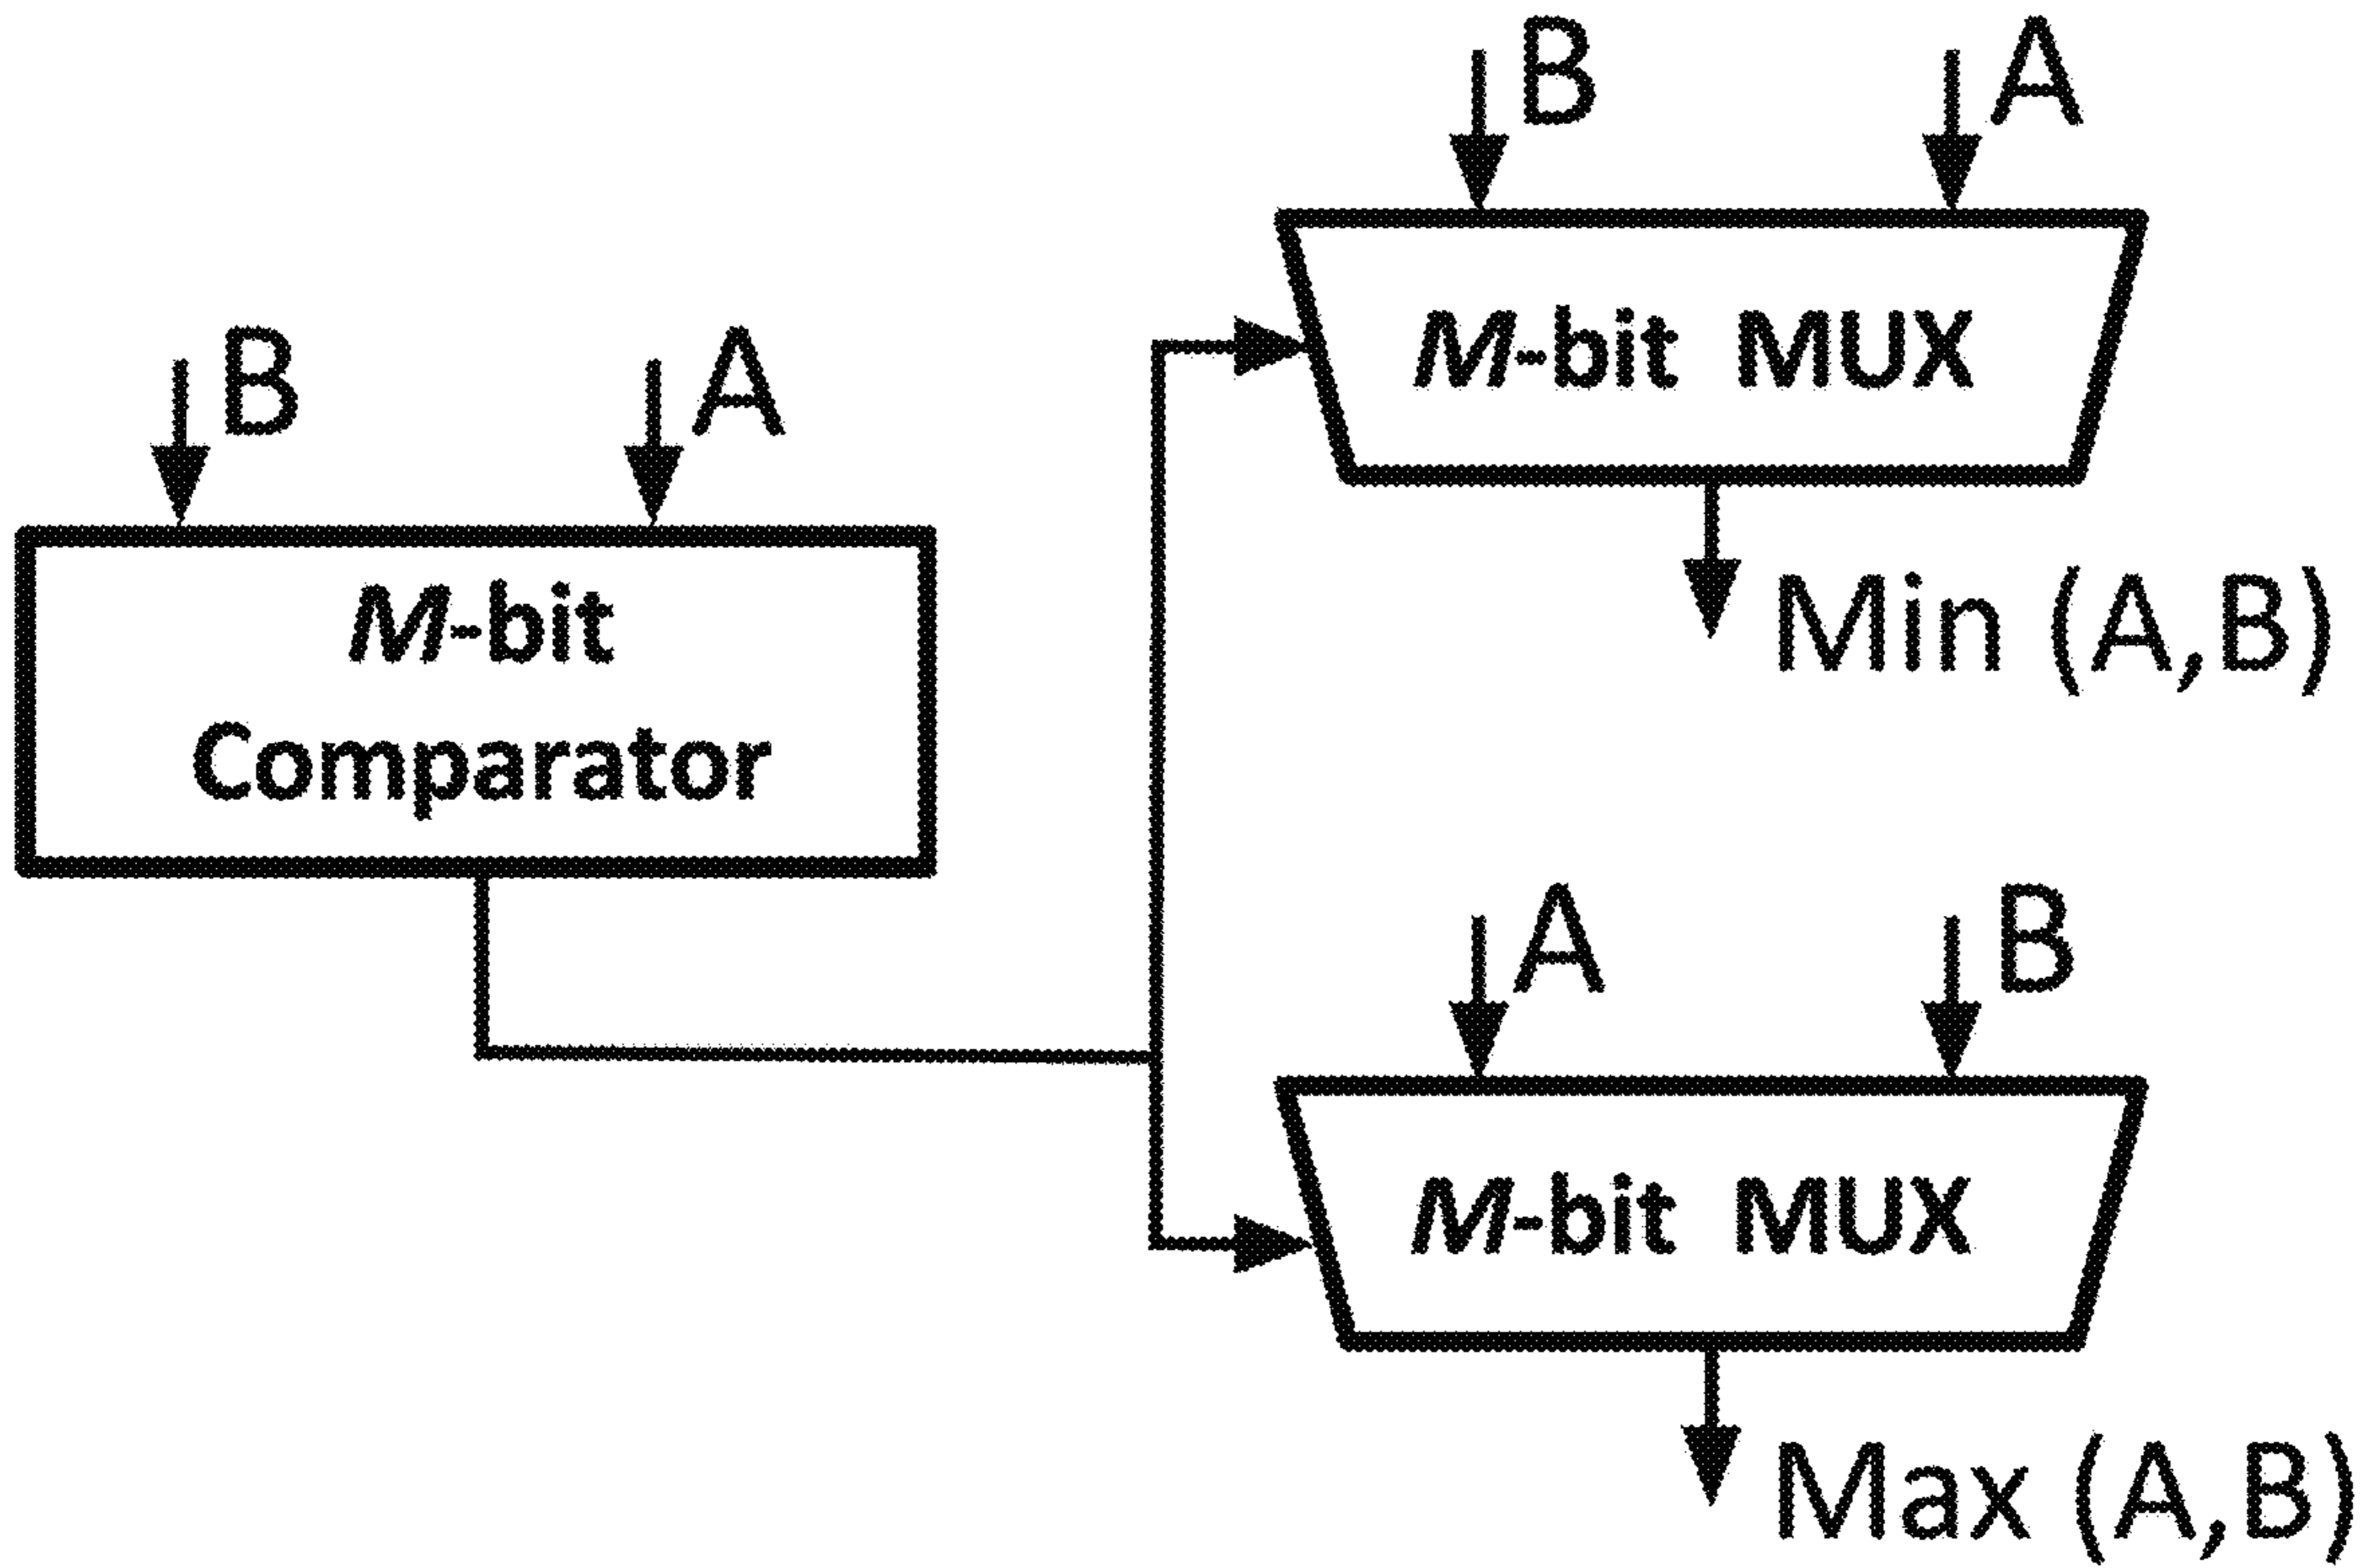 B A
M-bit MUX
Min (A,B)
B A
M-bit
Comparator
A B
M-bit MUX
Max (A,B)